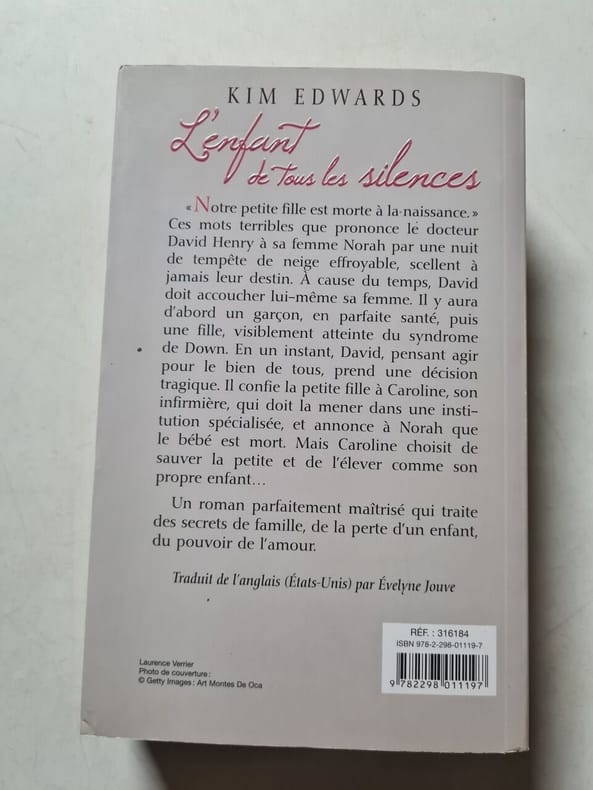 KIM EDWARDS
L'enfant
de tous les silences
« Notre petite fille est morte à la naissance. »
Ces mots terribles que prononce le docteur
David Henry à sa femme Norah par une nuit
de tempête de neige effroyable, scellent à
jamais leur destin. À cause du temps, David
doit accoucher lui-même sa femme. Il y aura
d'abord un garçon, en parfaite santé, puis
une fille, visiblement atteinte du syndrome
de Down. En un instant, David, pensant agir
pour le bien de tous, prend une décision
tragique. Il confie la petite fille à Caroline, son
infirmière, qui doit la mener dans une insti-
tution spécialisée, et annonce à Norah que
le bébé est mort. Mais Caroline choisit de
sauver la petite et de l'élever comme son
propre enfant…
Un roman parfaitement maîtrisé qui traite
des secrets de famille, de la perte d'un enfant,
du pouvoir de l'amour.
Traduit de l'anglais (États-Unis) par Évelyne Jouve
RÉF. : 316184
ISBN 978-2-298-01119-7
9 782298 011197
Laurence Verrier
Photo de couverture :
© Getty Images : Art Montes De Oca